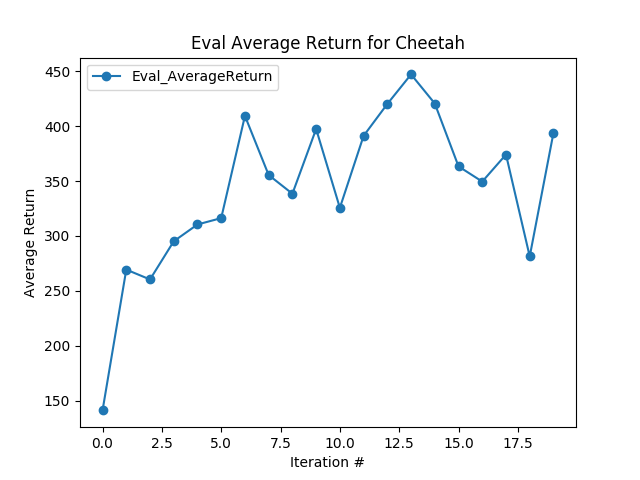 Eval Average Return for Cheetah
Eval_AverageReturn
Average Return
450
400
350
300
250
200
150
0.0 2.5 5.0 7.5 10.0 12.5 15.0 17.5
Iteration #